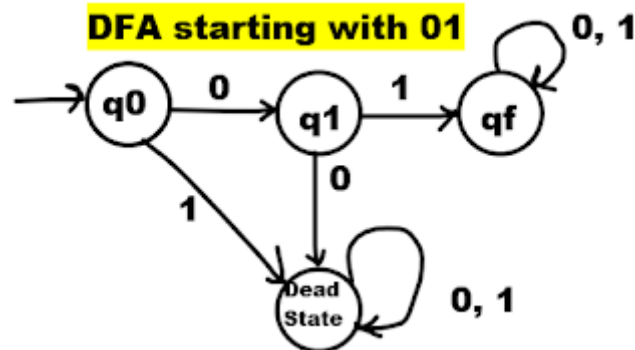 DFA starting with 01
q0
0
q1
1
qf
0, 1
1
0
Dead
State
0, 1